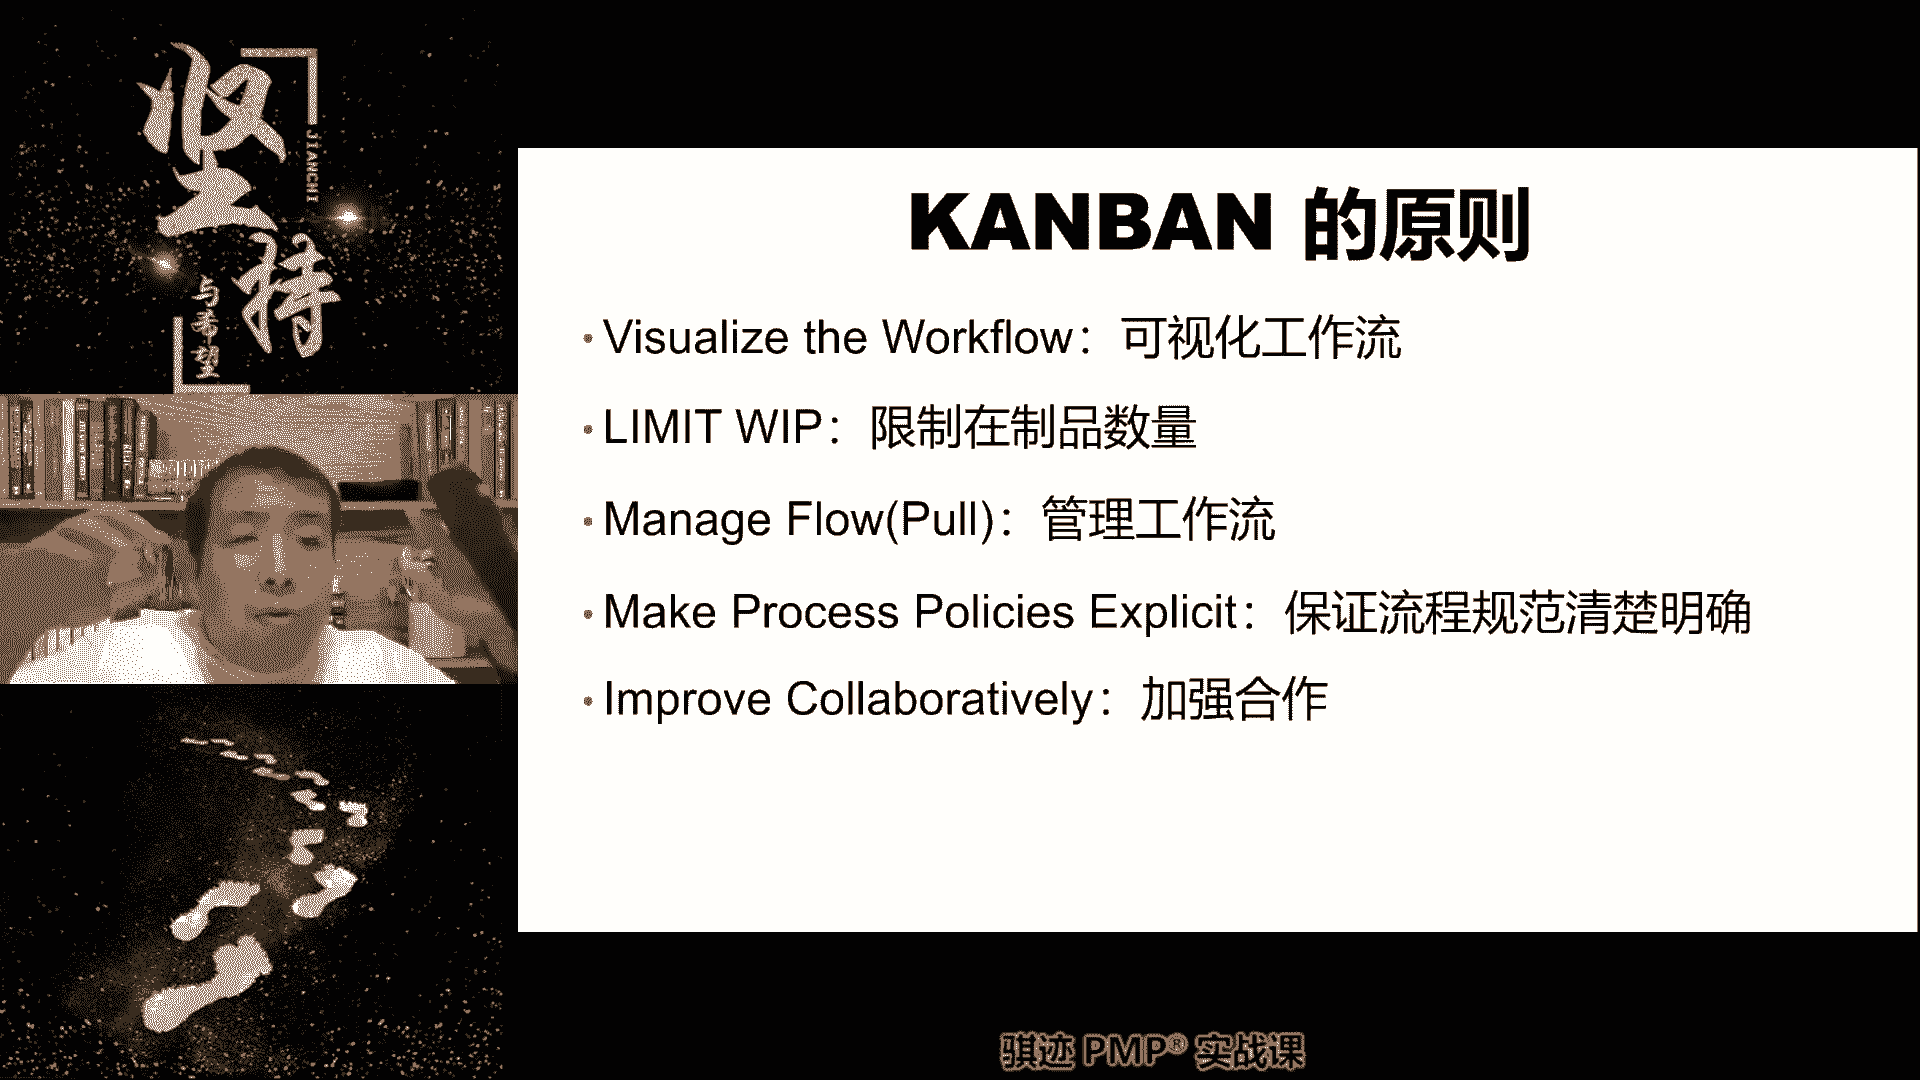 坚持
JIANCHI
与希望
KANBAN 的原则
• Visualize the Workflow：可视化工作流
• LIMIT WIP：限制在制品数量
• Manage Flow(Pull)：管理工作流
• Make Process Policies Explicit：保证流程规范清楚明确
• Improve Collaboratively：加强合作
骐迹 PMP® 实战课